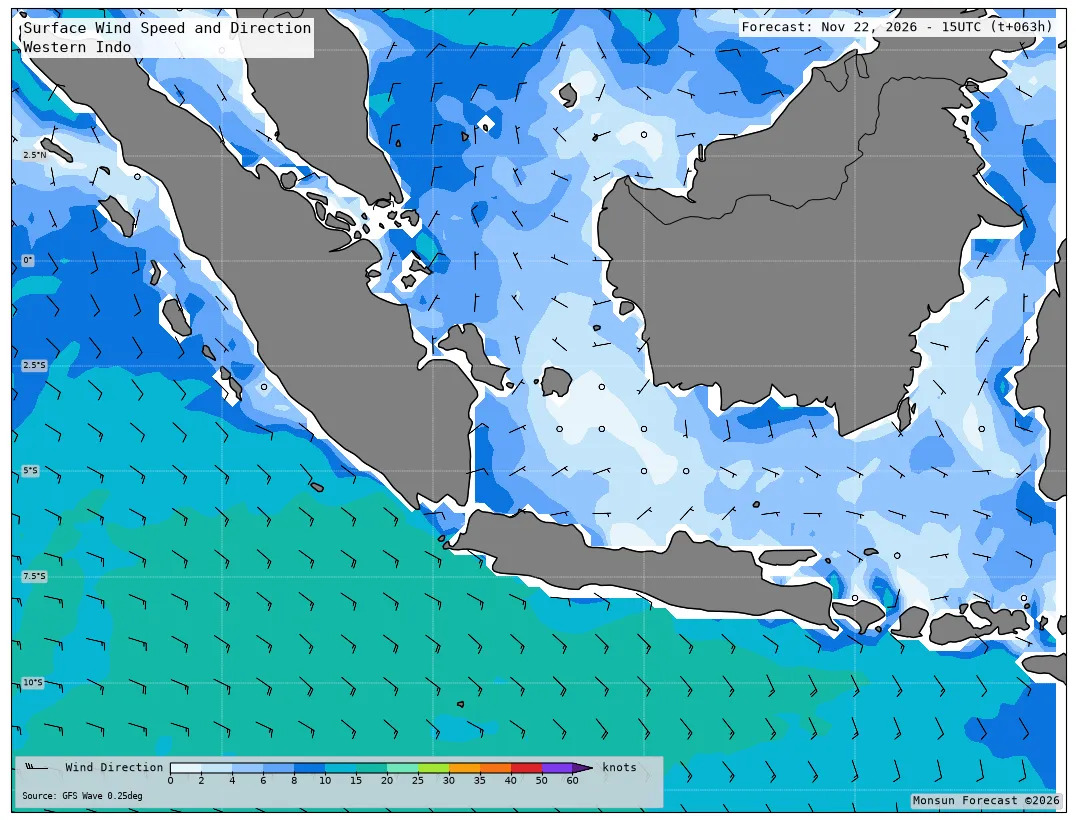 Surface Wind Speed and Direction
Western Indo
Forecast: Nov 22, 2026 - 15UTC (t+063h)
2.5°N
0°
2.5°S
5°S
7.5°S
10°S
Wind Direction
0 2 4 6 8 10 15 20 25 30 35 40 50 60
knots
Source: GFS Wave 0.25deg
Monsun Forecast ©2026